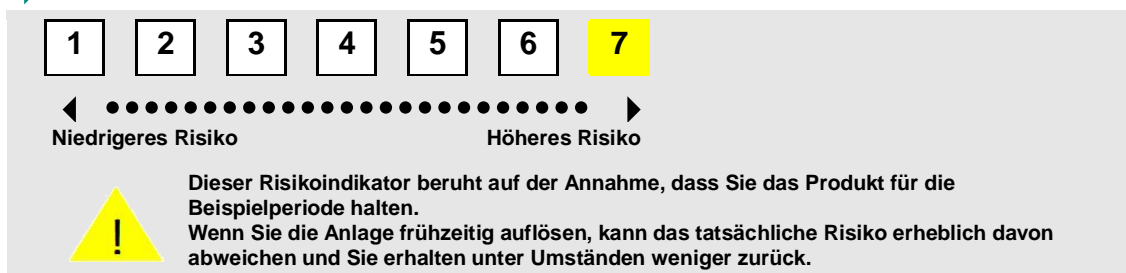 1 2 3 4 5 6 7
Niedrigeres Risiko Höheres Risiko
Dieser Risikoindikator beruht auf der Annahme, dass Sie das Produkt für die
Beispielperiode halten.
Wenn Sie die Anlage frühzeitig auflösen, kann das tatsächliche Risiko erheblich davon
abweichen und Sie erhalten unter Umständen weniger zurück.
!